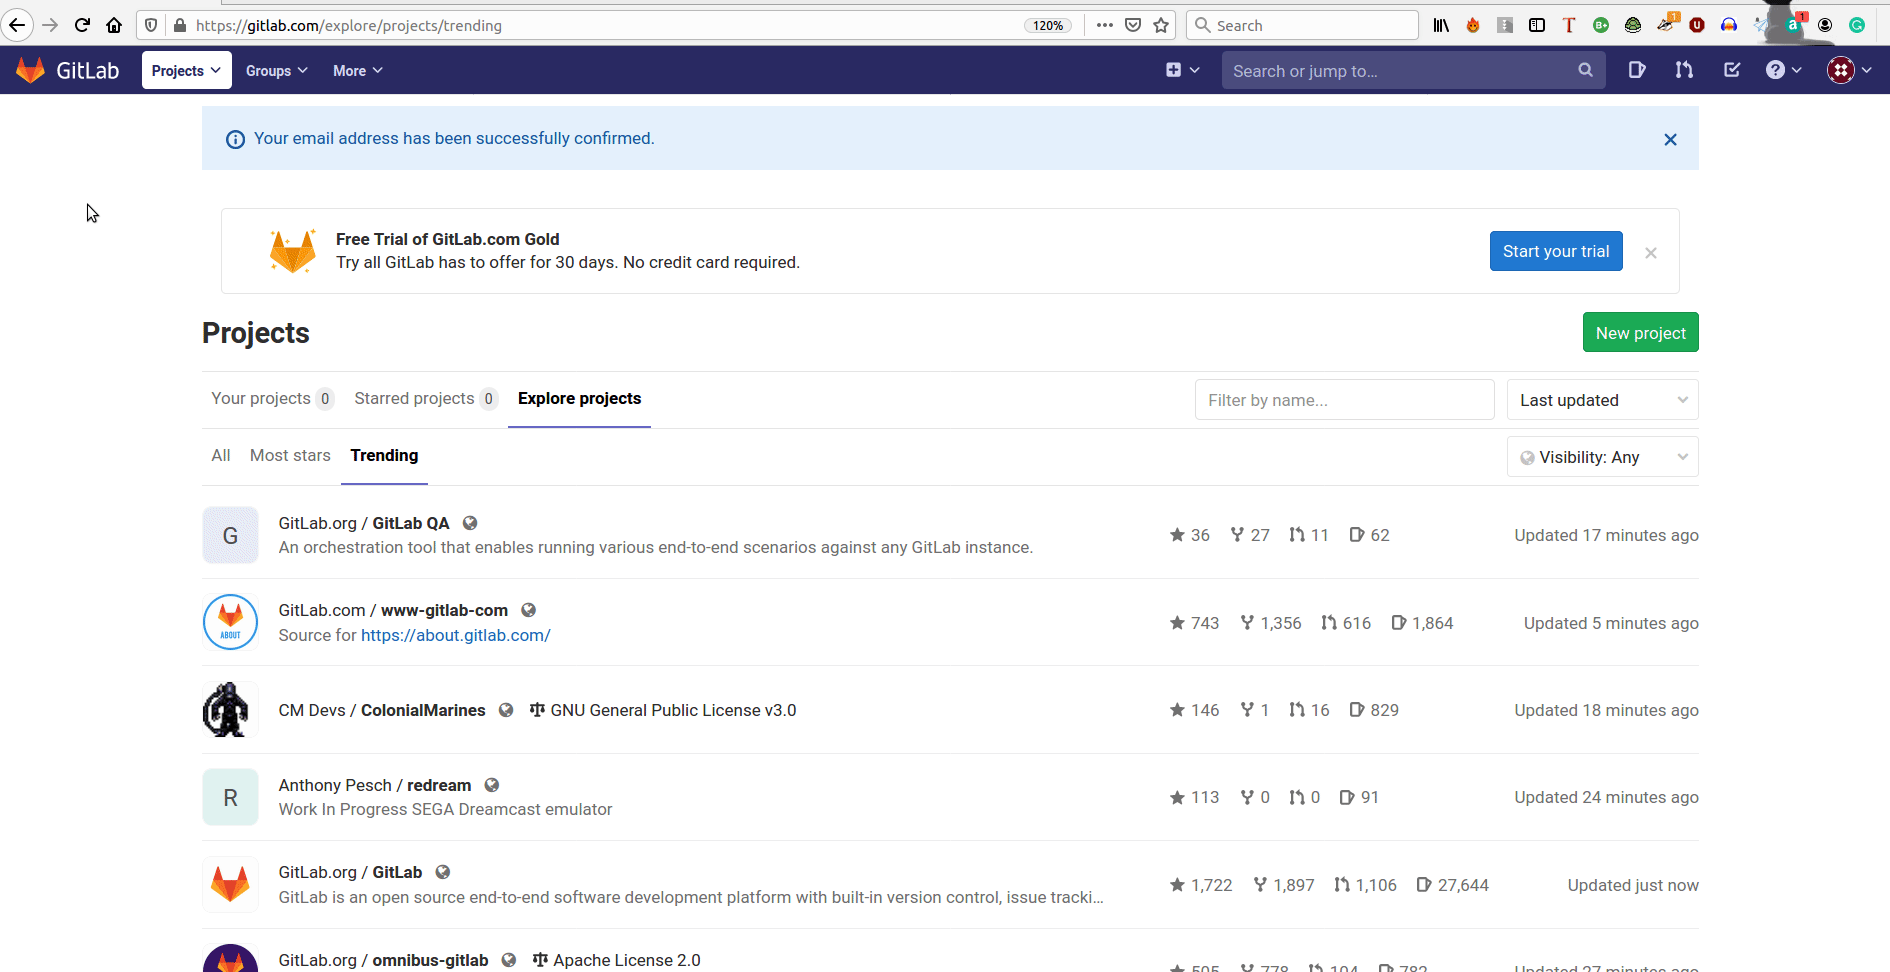 https://gitlab.com/explore/projects/trending 120% Search
GitLab Projects Groups More Search or jump to...
Your email address has been successfully confirmed.
Free Trial of GitLab.com Gold
Try all GitLab has to offer for 30 days. No credit card required.
Start your trial
Projects
New project
Your projects 0 Starred projects 0 Explore projects Filter by name... Last updated
All Most stars Trending Visibility: Any
G
GitLab.org / GitLab QA
An orchestration tool that enables running various end-to-end scenarios against any GitLab instance.
36 27 11 62 Updated 17 minutes ago
ABOUT
GitLab.com / www-gitlab-com
Source for https://about.gitlab.com/
743 1,356 616 1,864 Updated 5 minutes ago
CM Devs / ColonialMarines GNU General Public License v3.0 146 1 16 829 Updated 18 minutes ago
R
Anthony Pesch / redream
Work In Progress SEGA Dreamcast emulator
113 0 0 91 Updated 24 minutes ago
GitLab.org / GitLab
GitLab is an open source end-to-end software development platform with built-in version control, issue tracki...
1,722 1,897 1,106 27,644 Updated just now
GitLab.org / omnibus-gitlab Apache License 2.0
505 778 104 782 Updated 27 minutes ago